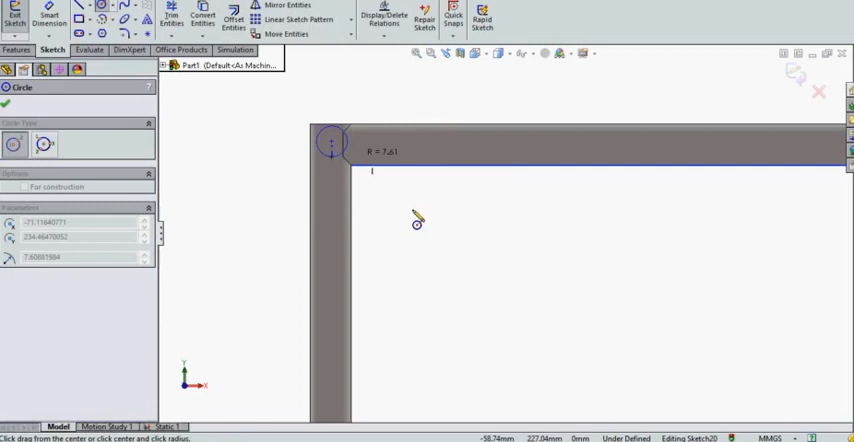 Exit
Sketch
Smart
Dimension
Trim
Entities
Convert
Entities
Offset
Entities
Mirror Entities
Linear Sketch Pattern
Move Entities
Display/Delete
Relations
Repair
Sketch
Quick
Snaps
Rapid
Sketch
Features
Sketch
Evaluate
DimXpert
Office Products
Simulation
Part1 (Default<As Machin...
Circle
?
Circle Type
Options
For construction
Parameters
-71.11640771
234.46470052
7.60881984
R = 7.61
Y
X
Model
Motion Study 1
Static 1
Click drag from the center or click center and click radius.
-58.74mm
227.04mm
0mm
Under Defined
Editing Sketch20
MMGS